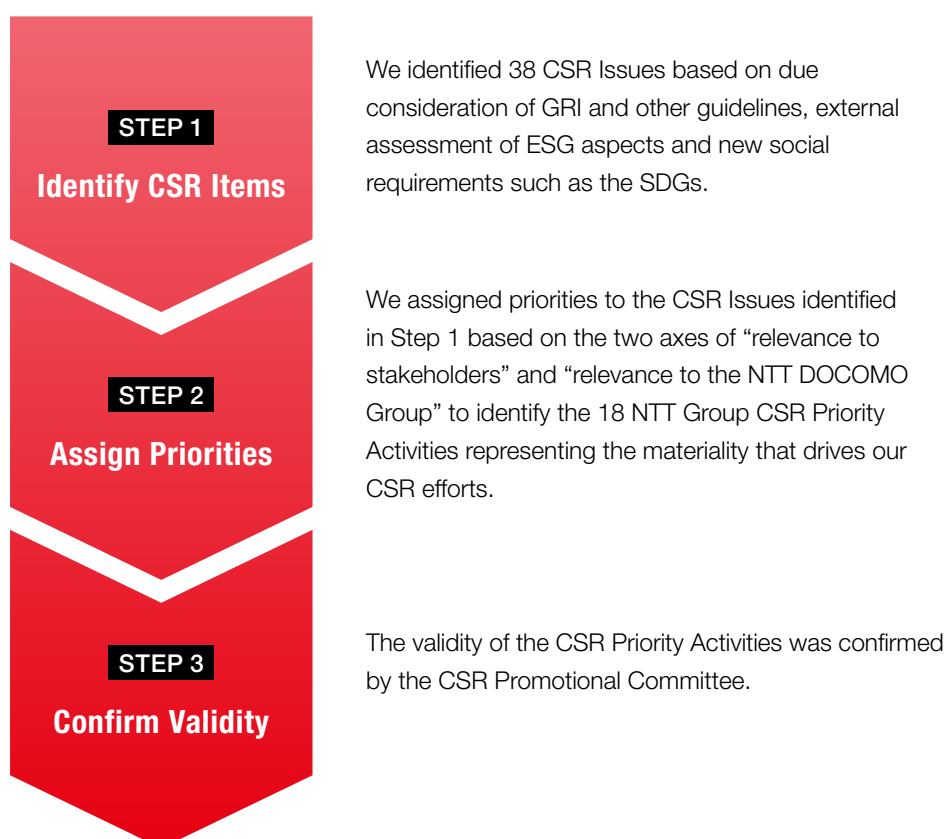 STEP 1
Identify CSR Items
We identified 38 CSR Issues based on due
consideration of GRI and other guidelines, external
assessment of ESG aspects and new social
requirements such as the SDGs.
STEP 2
Assign Priorities
We assigned priorities to the CSR Issues identified
in Step 1 based on the two axes of “relevance to
stakeholders” and “relevance to the NTT DOCOMO
Group” to identify the 18 NTT Group CSR Priority
Activities representing the materiality that drives our
CSR efforts.
STEP 3
Confirm Validity
The validity of the CSR Priority Activities was confirmed
by the CSR Promotional Committee.